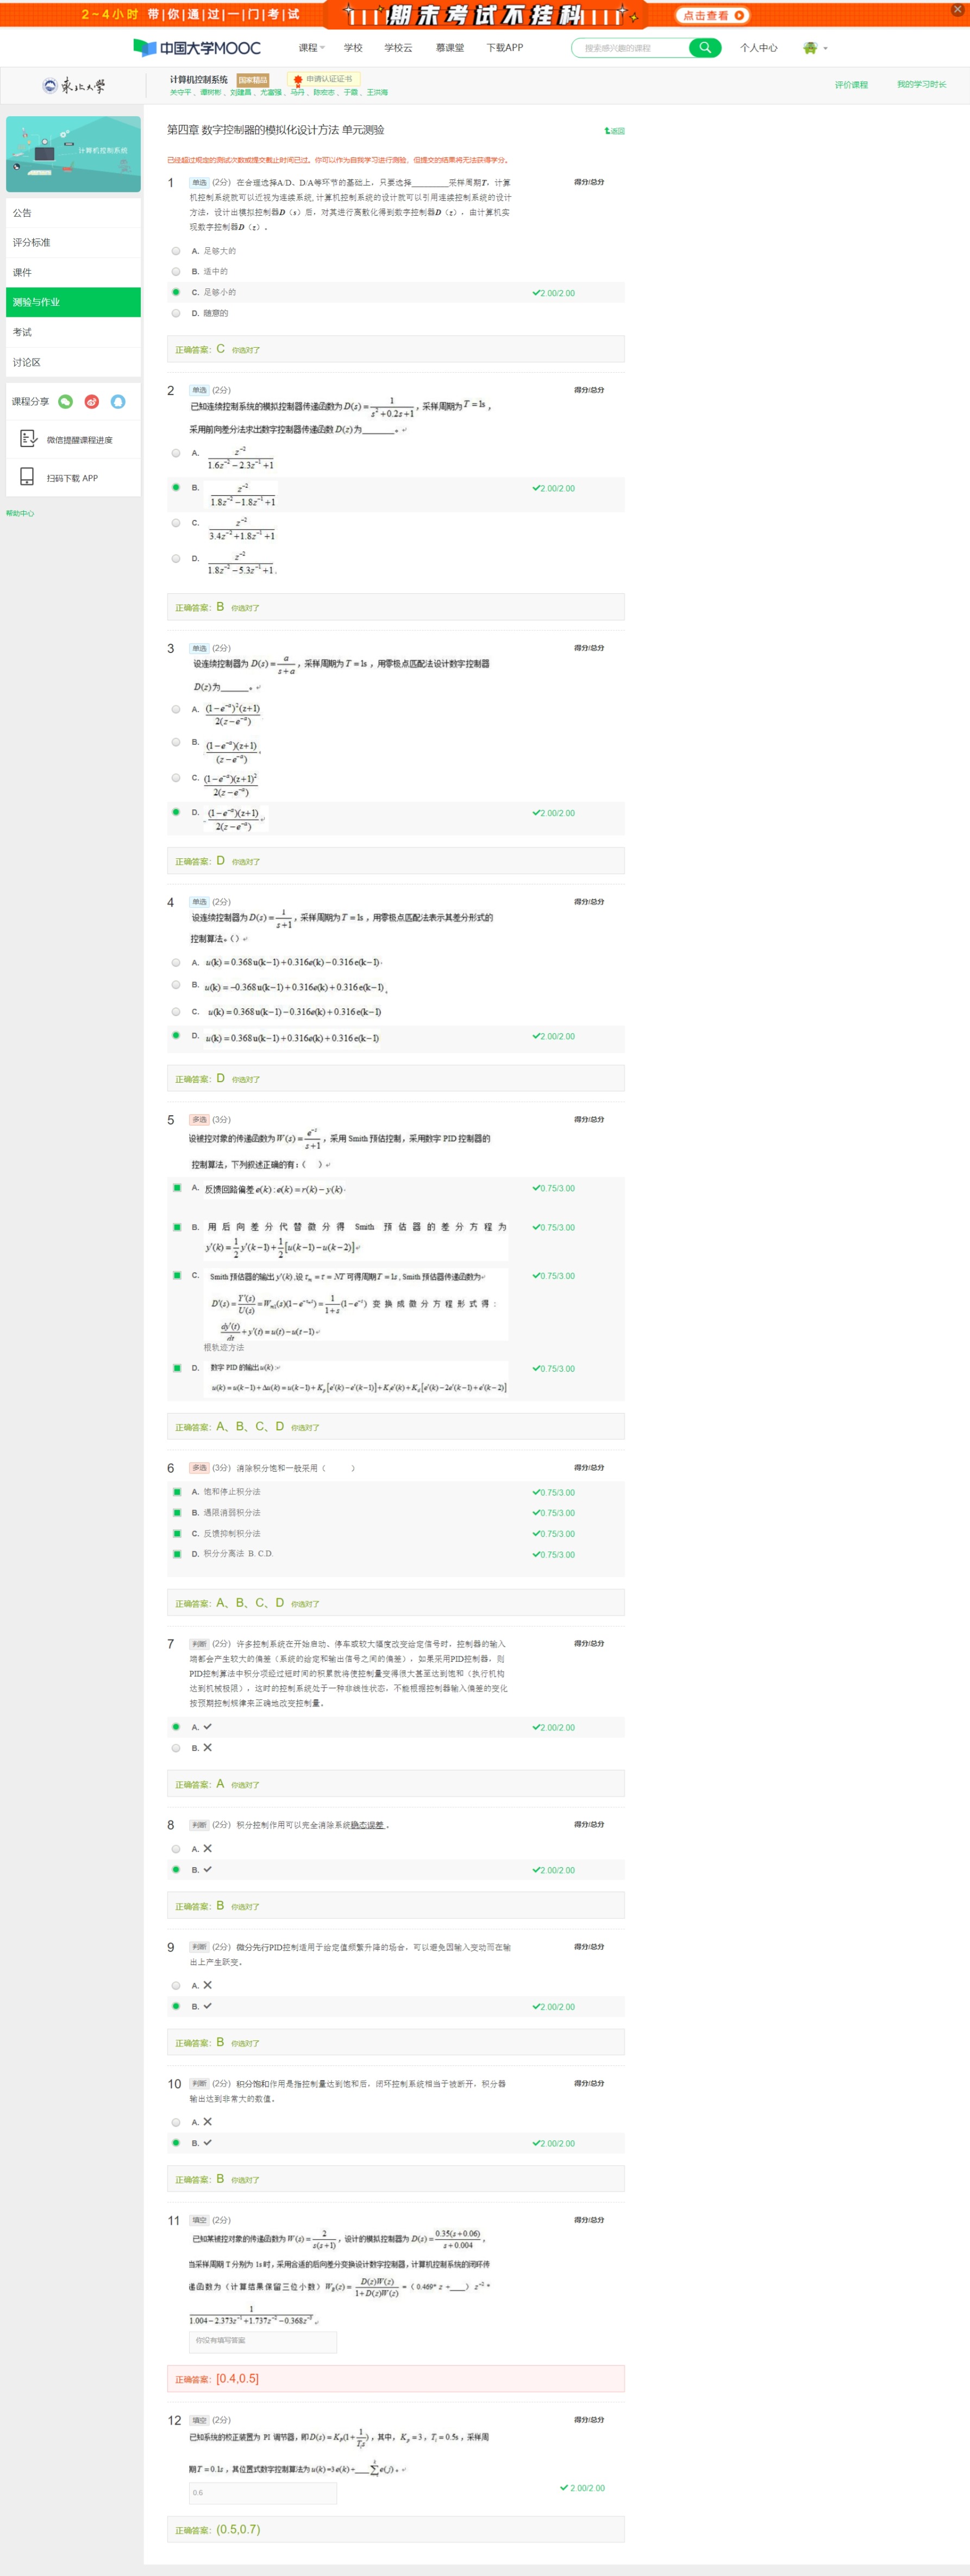 2~4小时 带|你|通|过|一|门|考|试
期末考试不挂科
点击查看
中国大学MOOC
课程
学校
学校云
慕课堂
下载APP
搜索感兴趣的课程
个人中心
东北大学
计算机控制系统 国家精品 申请认证证书
关守平 、谭树彬 、刘建昌 、尤富强 、马丹 、陈宏志 、于霞 、王洪海
评价课程
我的学习时长
计算机控制系统
公告
评分标准
课件
测验与作业
考试
讨论区
课程分享
微信提醒课程进度
扫码下载 APP
帮助中心
第四章 数字控制器的模拟化设计方法 单元测验
返回
已经超过规定的测试次数或提交截止时间已过。你可以作为自我学习进行测验，但提交的结果将无法获得学分。
1 单选 (2分) 在合理选择A/D、D/A等环节的基础上，只要选择________采样周期T，计算
得分/总分
机控制系统就可以近视为连续系统, 计算机控制系统的设计就可以引用连续控制系统的设计
方法，设计出模拟控制器D（s）后，对其进行离散化得到数字控制器D（z），由计算机实
现数字控制器D（z）。
A. 足够大的
B. 适中的
C. 足够小的 2.00/2.00
D. 随意的
正确答案：C 你选对了
2 单选 (2分)
得分/总分
已知连续控制系统的模拟控制器传递函数为D(s)=1/(s²+0.2s+1)，采样周期为T=1s，
采用前向差分法求出数字控制器传递函数D(z)为______。
A. z⁻²/(1.6z⁻²−2.3z⁻¹+1)
B. z⁻²/(1.8z⁻²−1.8z⁻¹+1) 2.00/2.00
C. z⁻²/(3.4z⁻²+1.8z⁻¹+1)
D. z⁻²/(1.8z⁻²−5.3z⁻¹+1)
正确答案：B 你选对了
3 单选 (2分)
得分/总分
设连续控制器为D(s)=a/(s+a)，采样周期为T=1s，用零极点匹配法设计数字控制器
D(z)为______。
A. (1−e⁻ᵃ)²(z+1)/2(z−e⁻ᵃ)
B. (1−e⁻ᵃ)(z+1)/(z−e⁻ᵃ)
C. (1−e⁻ᵃ)(z+1)²/2(z−e⁻ᵃ)
D. (1−e⁻ᵃ)(z+1)/2(z−e⁻ᵃ) 2.00/2.00
正确答案：D 你选对了
4 单选 (2分)
得分/总分
设连续控制器为D(s)=1/(s+1)，采样周期为T=1s，用零极点匹配法表示其差分形式的
控制算法。()
A. u(k)=0.368u(k−1)+0.316e(k)−0.316e(k−1)
B. u(k)=−0.368u(k−1)+0.316e(k)+0.316e(k−1)
C. u(k)=0.368u(k−1)−0.316e(k)+0.316e(k−1)
D. u(k)=0.368u(k−1)+0.316e(k)+0.316e(k−1) 2.00/2.00
正确答案：D 你选对了
5 多选 (3分)
得分/总分
设被控对象的传递函数为W(s)=e⁻ˢ/(s+1)，采用 Smith 预估控制，采用数字 PID 控制器的
控制算法，下列叙述正确的有：( )
A. 反馈回路偏差e(k):e(k)=r(k)−y(k) 0.75/3.00
B. 用后向差分代替微分得 Smith 预估器的差分方程为 0.75/3.00
y'(k)=1/2 y'(k−1)+1/2[u(k−1)−u(k−2)]
C. Smith 预估器的输出y'(k),设τₘ=τ=NT可得周期T=1s，Smith 预估器传递函数为 0.75/3.00
变换成微分方程形式得：
dy'(t)/dt+y'(t)=u(t)−u(t−1)
根轨迹方法
D. 数字 PID 的输出u(k): 0.75/3.00
u(k)=u(k−1)+Δu(k)=u(k−1)+Kₚ[e'(k)−e'(k−1)]+Kᵢe'(k)+K_d[e'(k)−2e'(k−1)+e'(k−2)]
正确答案：A、B、C、D 你选对了
6 多选 (3分) 消除积分饱和一般采用（ ）
得分/总分
A. 饱和停止积分法 0.75/3.00
B. 遇限消弱积分法 0.75/3.00
C. 反馈抑制积分法 0.75/3.00
D. 积分分离法 B. C.D. 0.75/3.00
正确答案：A、B、C、D 你选对了
7 判断 (2分) 许多控制系统在开始启动、停车或较大幅度改变给定信号时，控制器的输入
得分/总分
端都会产生较大的偏差（系统的给定和输出信号之间的偏差），如果采用PID控制器，则
PID控制算法中积分项经过短时间的积累就将使控制量变得很大甚至达到饱和（执行机构
达到机械极限），这时的控制系统处于一种非线性状态，不能根据控制器输入偏差的变化
按预期控制规律来正确地改变控制量。
A. ✓ 2.00/2.00
B. ✗
正确答案：A 你选对了
8 判断 (2分) 积分控制作用可以完全消除系统稳态误差 。
得分/总分
A. ✗
B. ✓ 2.00/2.00
正确答案：B 你选对了
9 判断 (2分) 微分先行PID控制适用于给定值频繁升降的场合，可以避免因输入变动而在输
得分/总分
出上产生跃变。
A. ✗
B. ✓ 2.00/2.00
正确答案：B 你选对了
10 判断 (2分) 积分饱和作用是指控制量达到饱和后，闭环控制系统相当于被断开，积分器
得分/总分
输出达到非常大的数值。
A. ✗
B. ✓ 2.00/2.00
正确答案：B 你选对了
11 填空 (2分)
得分/总分
已知某被控对象的传递函数为W(s)=2/(s(s+1))，设计的模拟控制器为D(s)=0.35(s+0.06)/(s+0.004)，
当采样周期 T 分别为 1s 时，采用合适的后向差分变换设计数字控制器，计算机控制系统的闭环传
递函数为（计算结果保留三位小数）W_B(z)=D(z)W(z)/(1+D(z)W(z))=( 0.469* z +___) z⁻² *
1/(1.004−2.373z⁻¹+1.737z⁻²−0.368z⁻³)
你没有填写答案
正确答案：[0.4,0.5]
12 填空 (2分)
得分/总分
已知系统的校正装置为 PI 调节器，即D(s)=Kₚ(1+1/(Tᵢs))，其中，Kₚ=3，Tᵢ=0.5s，采样周
期T=0.1s，其位置式数字控制算法为u(k)=3e(k)+___∑e(j)。
0.6
2.00/2.00
正确答案：(0.5,0.7)